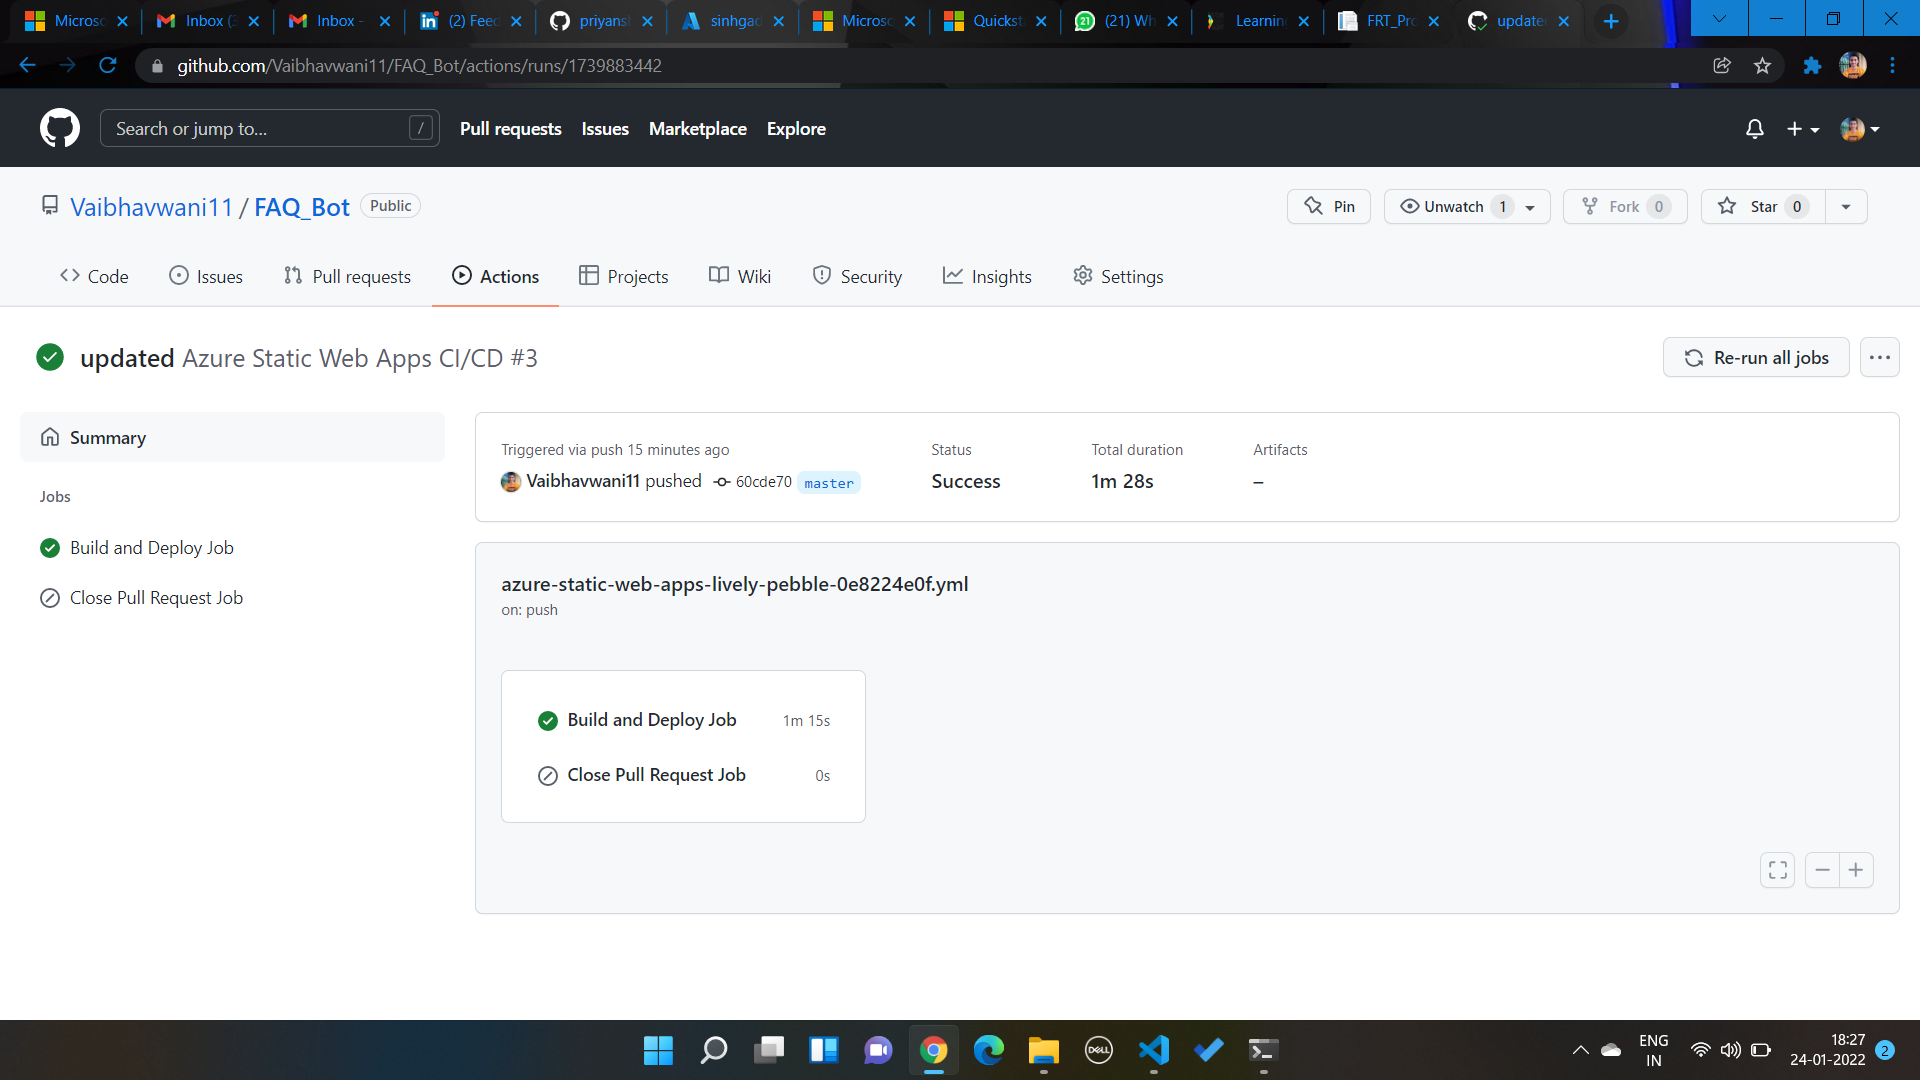 Microso
Inbox (3
Inbox -
(2) Feed
priyansh
sinhgad
Microso
Quicksta
(21) Wh
Learnin
FRT_Pro
updated
github.com/Vaibhavwani11/FAQ_Bot/actions/runs/1739883442
Search or jump to...
/
Pull requests
Issues
Marketplace
Explore
Vaibhavwani11 / FAQ_Bot
Public
Pin
Unwatch 1
Fork 0
Star 0
Code
Issues
Pull requests
Actions
Projects
Wiki
Security
Insights
Settings
updated Azure Static Web Apps CI/CD #3
Re-run all jobs
Summary
Jobs
Build and Deploy Job
Close Pull Request Job
Triggered via push 15 minutes ago
Vaibhavwani11 pushed 60cde70 master
Status
Success
Total duration
1m 28s
Artifacts
–
azure-static-web-apps-lively-pebble-0e8224e0f.yml
on: push
Build and Deploy Job 1m 15s
Close Pull Request Job 0s
DELL
ENG
IN
18:27
24-01-2022
2